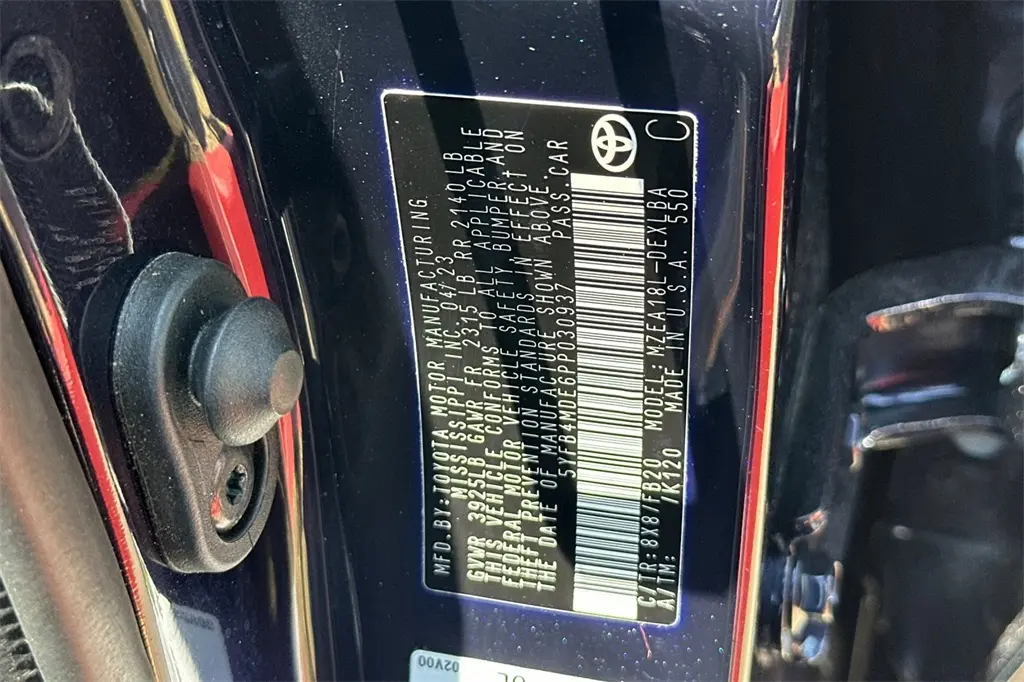 MFD.BY:TOYOTA MOTOR MANUFACTURING,
MISSISSIPPI INC. 04/23
GVWR 3925LB GAWR FR 2315 LB RR 2140 LB
THIS VEHICLE CONFORMS TO ALL APPLICABLE
FEDERAL MOTOR VEHICLE SAFETY BUMPER AND
THEFT PREVENTION STANDARDS IN EFFECT ON
THE DATE OF MANUFACTURE SHOWN ABOVE.
5YFB4MDE6PP030937 PASS.CAR
C/TR:8X8/FB20 MODEL:MZEA18L-DEXLBA
A/TM: /K120 MADE IN U.S.A. 550 C
02V00